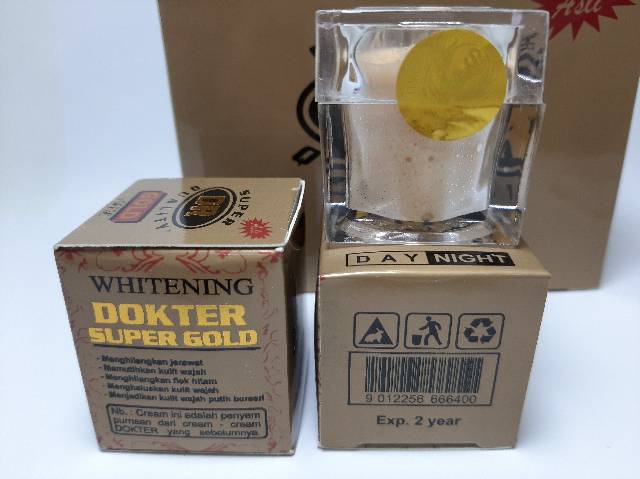 Asli
SUPER
QUALITY
GOLD
WHITENING
DOKTER
SUPER GOLD
- Menghilangkan jerawat
- Memutihkan kulit wajah
- Menghilangkan flek hitam
- Menghaluskan kulit wajah
- Menjadikan kulit wajah putih berseri
Nb. : Cream ini adalah penyem
purnaan dari cream - cream
DOKTER yang sebelumnya.
DAY NIGHT
9 012256 666400
Exp. 2 year